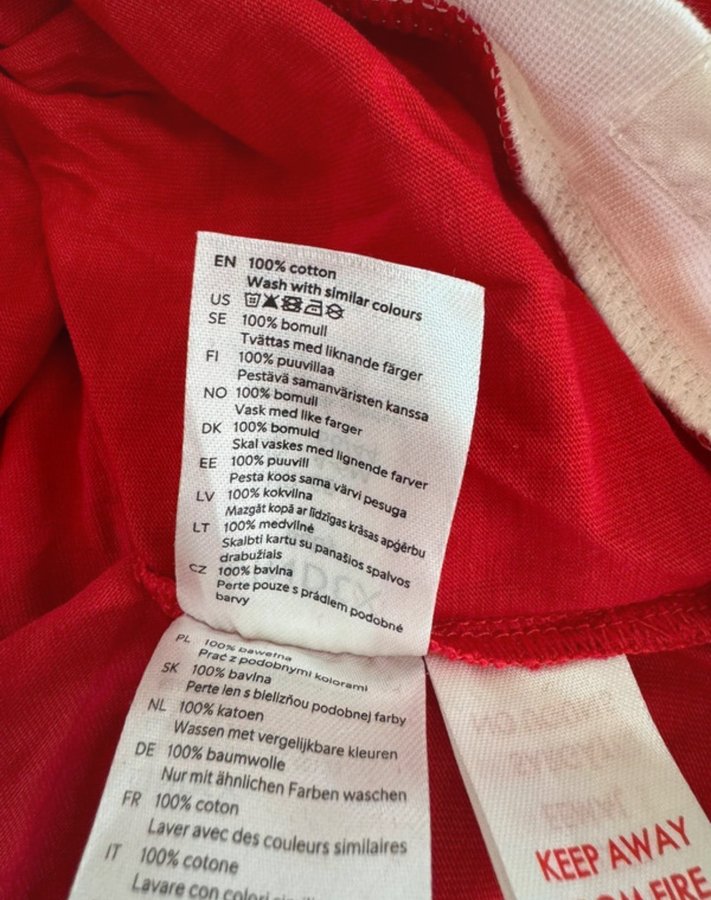 EN 100% cotton
Wash with similar colours
US
SE 100% bomull
Tvättas med liknande färger
FI 100% puuvillaa
Pestävä samanväristen kanssa
NO 100% bomull
Vask med like farger
DK 100% bomuld
Skal vaskes med lignende farver
EE 100% puuvill
Pesta koos sama värvi pesuga
LV 100% kokvilna
Mazgāt kopā ar līdzīgas krāsas apģērbu
LT 100% medvilnė
Skalbti kartu su panašios spalvos
drabužiais
CZ 100% bavlna
Perte pouze s prádlem podobné
barvy
PL 100% bawełna
Prać z podobnymi kolorami
SK 100% bavlna
Perte len s bielizňou podobnej farby
NL 100% katoen
Wassen met vergelijkbare kleuren
DE 100% baumwolle
Nur mit ähnlichen Farben waschen
FR 100% coton
Laver avec des couleurs similaires
IT 100% cotone
Lavare con colori
KEEP AWAY
FIRE